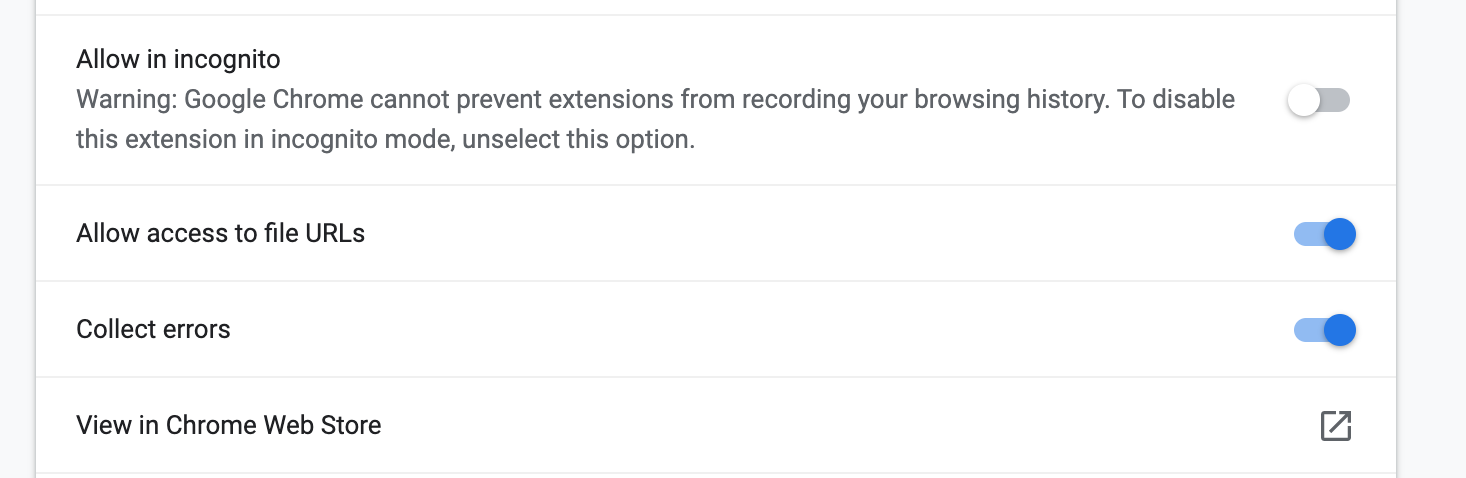 Allow in incognito
Warning: Google Chrome cannot prevent extensions from recording your browsing history. To disable
this extension in incognito mode, unselect this option.
Allow access to file URLs
Collect errors
View in Chrome Web Store